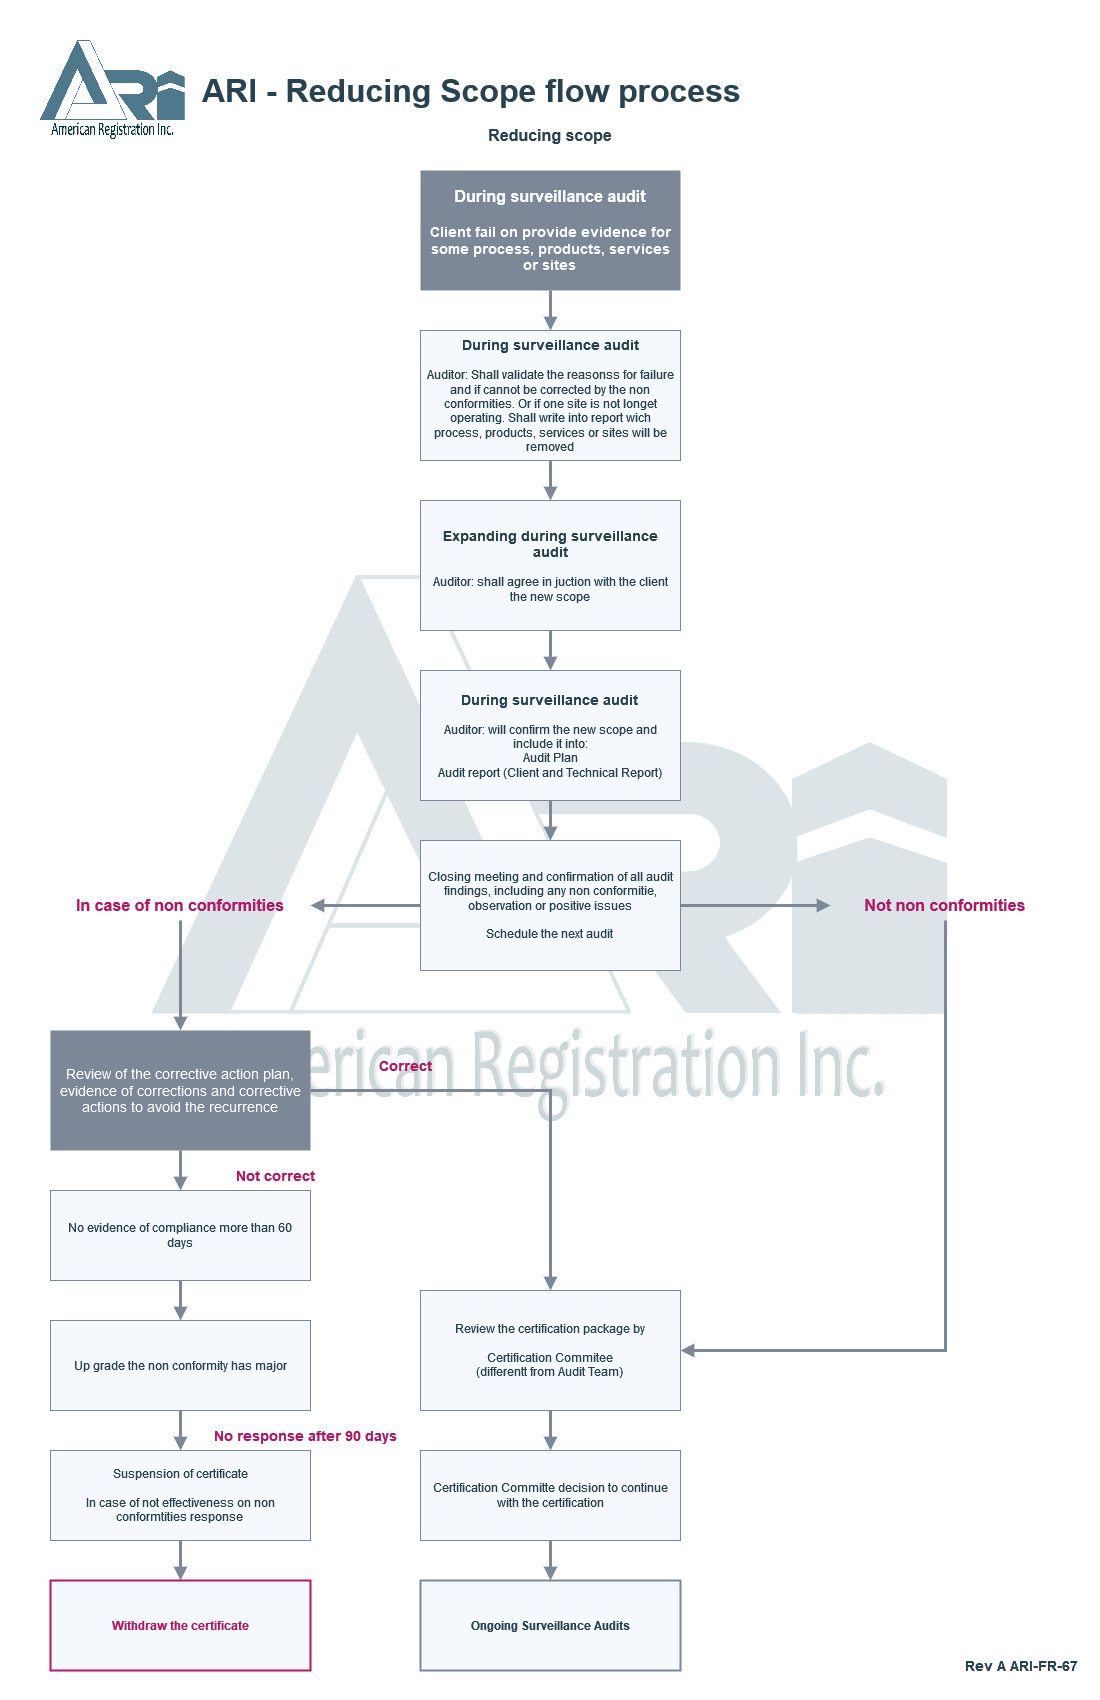 American Registration Inc.
ARI - Reducing Scope flow process
Reducing scope
During surveillance audit
Client fail on provide evidence for
some process, products, services
or sites
During surveillance audit
Auditor: Shall validate the reasonss for failure
and if cannot be corrected by the non
conformities. Or if one site is not longet
operating. Shall write into report wich
process, products, services or sites will be
removed
Expanding during surveillance
audit
Auditor: shall agree in juction with the client
the new scope
During surveillance audit
Auditor: will confirm the new scope and
include it into:
Audit Plan
Audit report (Client and Technical Report)
Closing meeting and confirmation of all audit
findings, including any non conformitie,
observation or positive issues
Schedule the next audit
In case of non conformities
Not non conformities
Review of the corrective action plan,
evidence of corrections and corrective
actions to avoid the recurrence
Correct
American Registration Inc.
Not correct
No evidence of compliance more than 60
days
Up grade the non conformity has major
No response after 90 days
Suspension of certificate
In case of not effectiveness on non
conformtities response
Withdraw the certificate
Review the certification package by
Certification Commitee
(differentt from Audit Team)
Certification Committe decision to continue
with the certification
Ongoing Surveillance Audits
Rev A ARI-FR-67